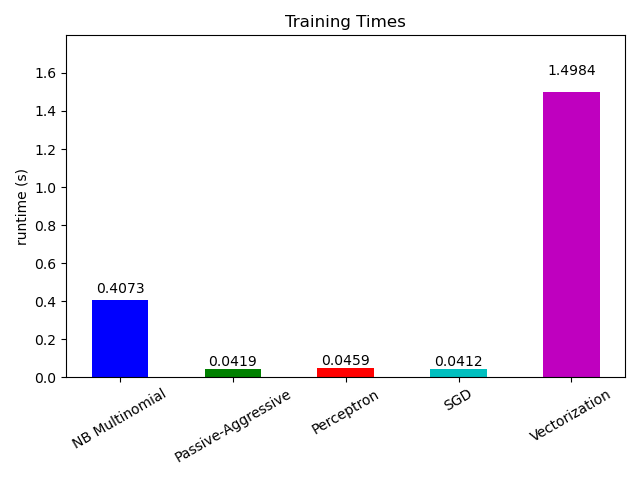 Training Times
1.6
1.4
1.2
1.0
0.8
0.6
0.4
0.2
0.0
runtime (s)
0.4073
0.0419
0.0459
0.0412
1.4984
NB Multinomial
Passive-Aggressive
Perceptron
SGD
Vectorization